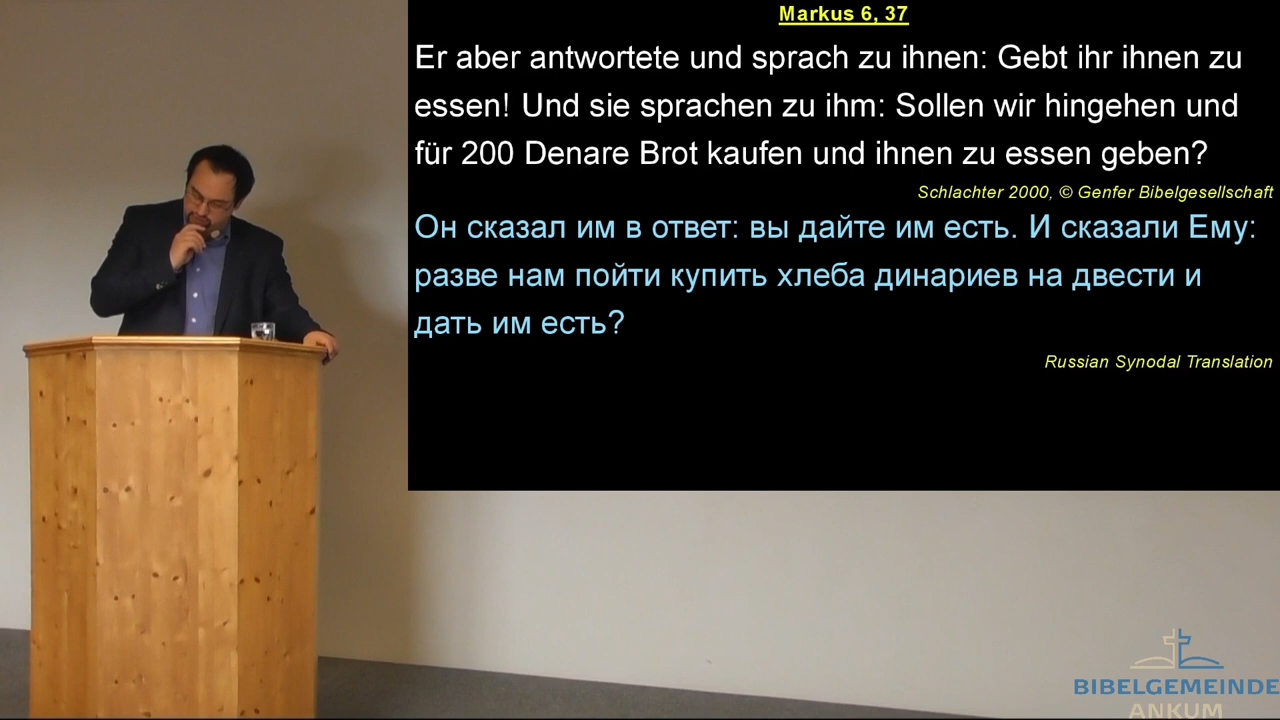 Markus 6, 37
Er aber antwortete und sprach zu ihnen: Gebt ihr ihnen zu
essen! Und sie sprachen zu ihm: Sollen wir hingehen und
für 200 Denare Brot kaufen und ihnen zu essen geben?
Schlachter 2000, © Genfer Bibelgesellschaft
Он сказал им в ответ: вы дайте им есть. И сказали Ему:
разве нам пойти купить хлеба динариев на двести и
дать им есть?
Russian Synodal Translation
BIBELGEMEINDE
ANKUM